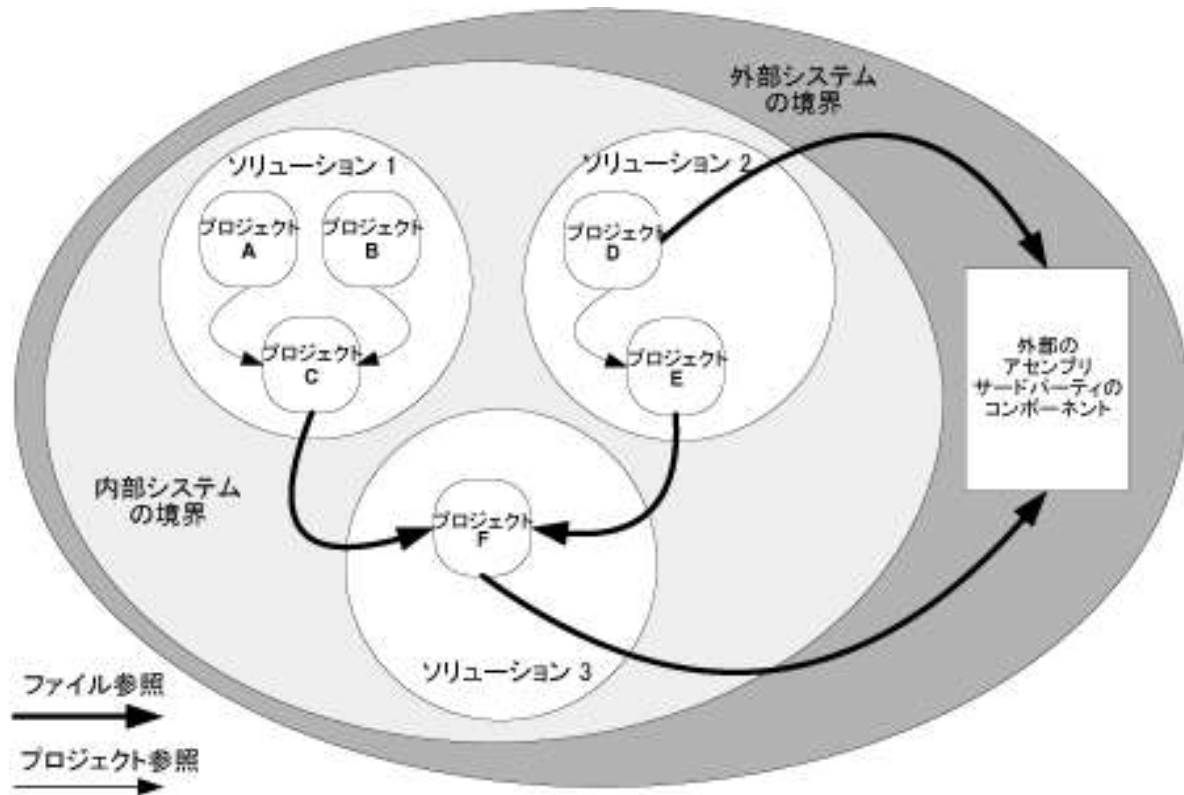 外部システム
の境界
ソリューション 1
ソリューション 2
プロジェクト
A
プロジェクト
B
プロジェクト
D
プロジェクト
C
プロジェクト
E
外部の
アセンブリ
サードパーティの
コンポーネント
内部システム
の境界
プロジェクト
F
ソリューション 3
ファイル参照
プロジェクト参照